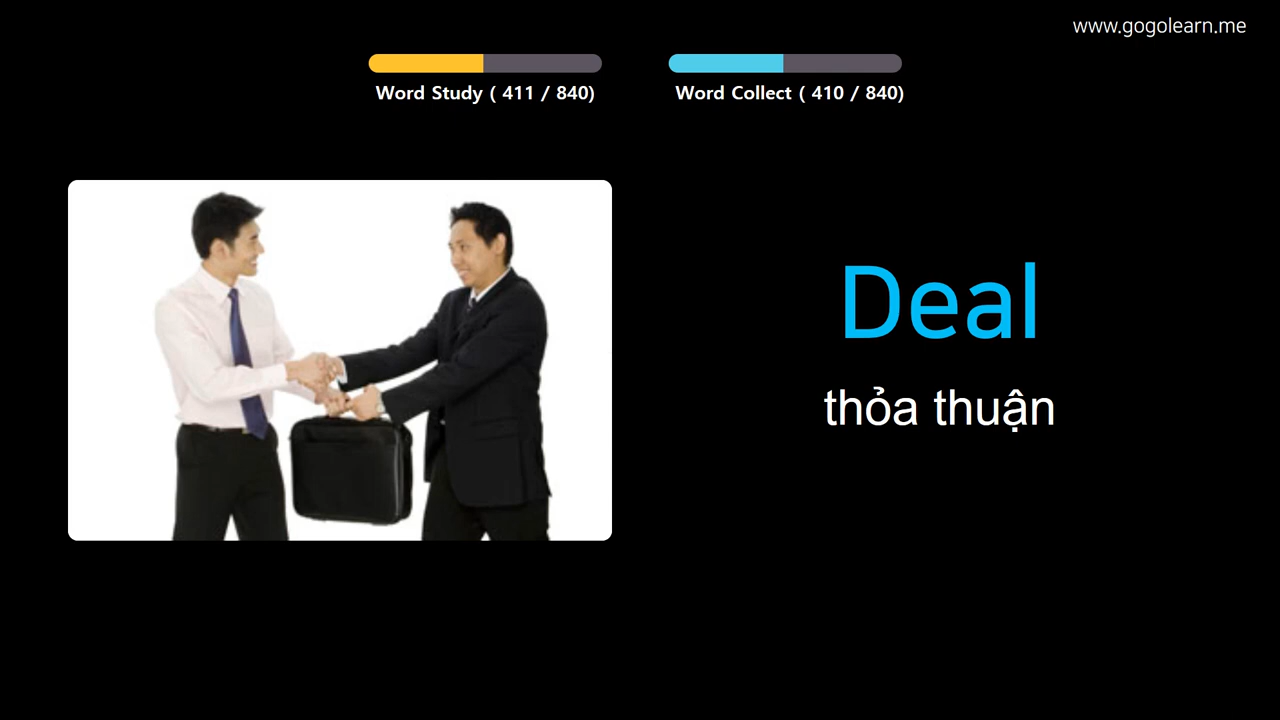 www.gogolearn.me
Word Study ( 411 / 840)
Word Collect ( 410 / 840)
Deal
thỏa thuận